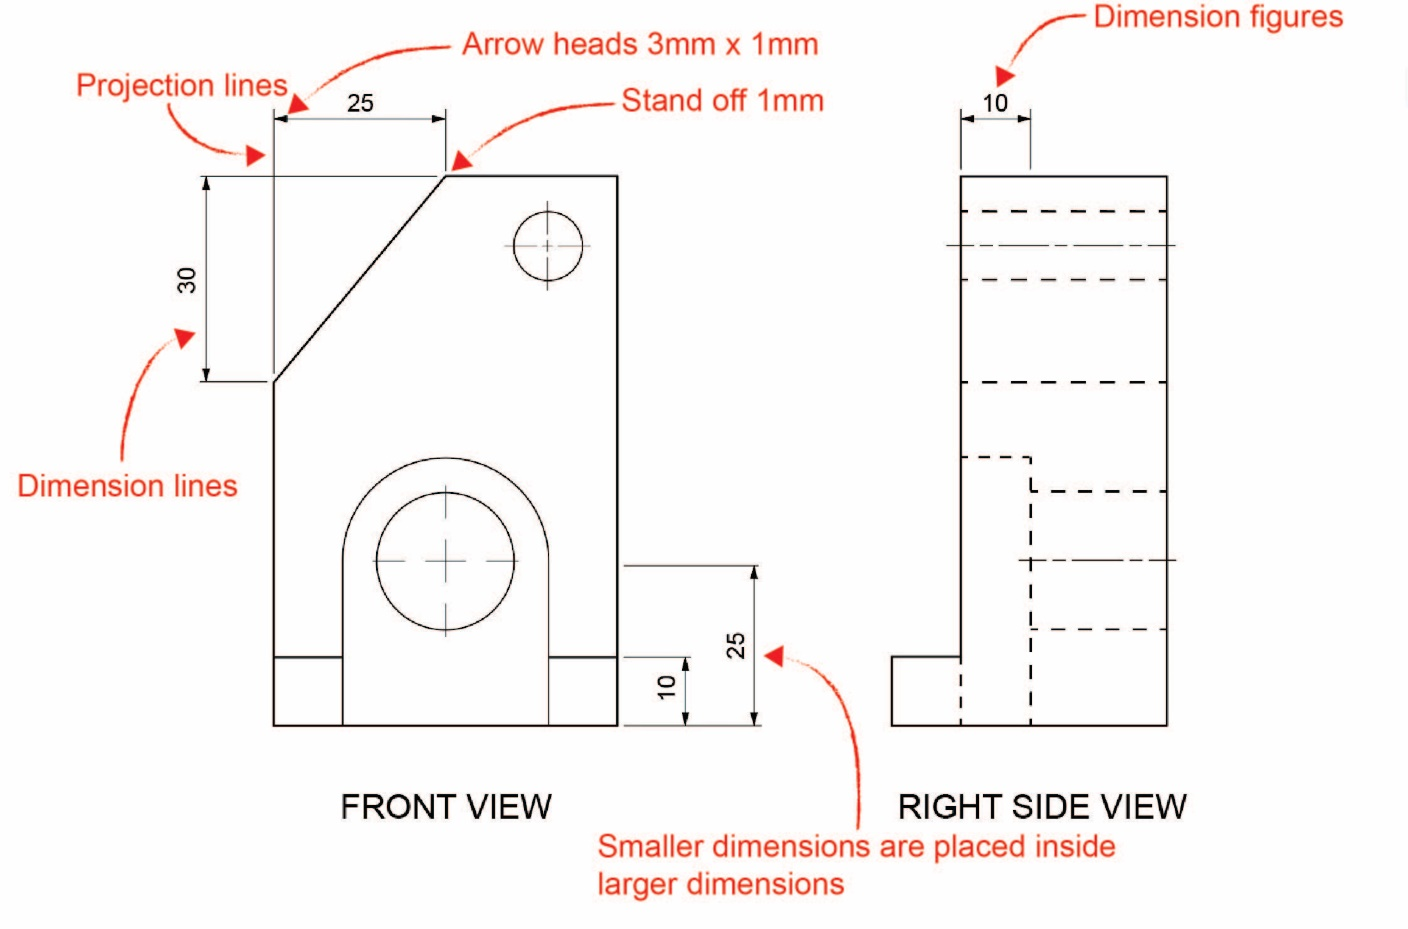 Dimension figures
Arrow heads 3mm x 1mm
Projection lines
25
Stand off 1mm
10
30
Dimension lines
25
10
FRONT VIEW
RIGHT SIDE VIEW
Smaller dimensions are placed inside
larger dimensions